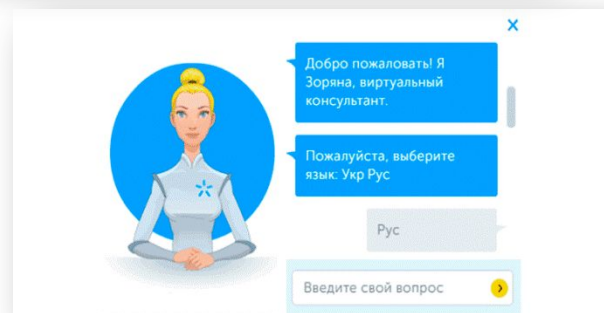 Добро пожаловать! Я
Зоряна, виртуальный
консультант.
Пожалуйста, выберите
язык: Укр Рус
Рус
Введите свой вопрос